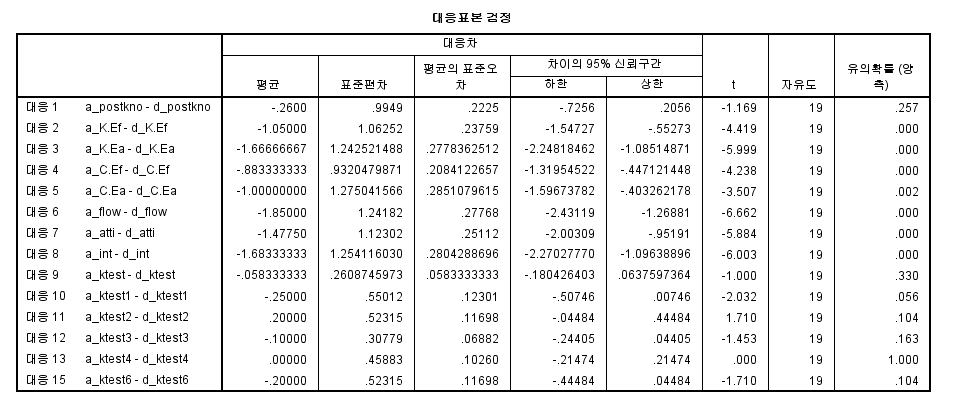 대응표본 검정
대응차
평균의 표준오차 차이의 95% 신뢰구간 유의확률 (양측)
평균 표준편차 하한 상한 t 자유도
대응 1 a_postkno - d_postkno -.2600 .9949 .2225 -.7256 .2056 -1.169 19 .257
대응 2 a_K.Ef - d_K.Ef -1.05000 1.06252 .23759 -1.54727 -.55273 -4.419 19 .000
대응 3 a_K.Ea - d_K.Ea -1.66666667 1.242521488 .2778362512 -2.24818462 -1.08514871 -5.999 19 .000
대응 4 a_C.Ef - d_C.Ef -.883333333 .9320479871 .2084122657 -1.31954522 -.447121448 -4.238 19 .000
대응 5 a_C.Ea - d_C.Ea -1.00000000 1.275041566 .2851079615 -1.59673782 -.403262178 -3.507 19 .002
대응 6 a_flow - d_flow -1.85000 1.24182 .27768 -2.43119 -1.26881 -6.662 19 .000
대응 7 a_atti - d_atti -1.47750 1.12302 .25112 -2.00309 -.95191 -5.884 19 .000
대응 8 a_int - d_int -1.68333333 1.254116030 .2804288696 -2.27027770 -1.09638896 -6.003 19 .000
대응 9 a_ktest - d_ktest -.058333333 .2608745973 .0583333333 -.180426403 .0637597364 -1.000 19 .330
대응 10 a_ktest1 - d_ktest1 -.25000 .55012 .12301 -.50746 .00746 -2.032 19 .056
대응 11 a_ktest2 - d_ktest2 .20000 .52315 .11698 -.04484 .44484 1.710 19 .104
대응 12 a_ktest3 - d_ktest3 -.10000 .30779 .06882 -.24405 .04405 -1.453 19 .163
대응 13 a_ktest4 - d_ktest4 .00000 .45883 .10260 -.21474 .21474 .000 19 1.000
대응 15 a_ktest6 - d_ktest6 -.20000 .52315 .11698 -.44484 .04484 -1.710 19 .104